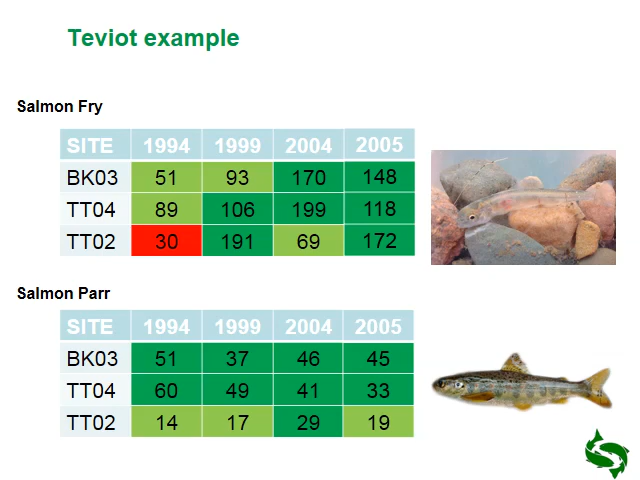 Teviot example
Salmon Fry
SITE 1994 1999 2004 2005
BK03 51 93 170 148
TT04 89 106 199 118
TT02 30 191 69 172
Salmon Parr
SITE 1994 1999 2004 2005
BK03 51 37 46 45
TT04 60 49 41 33
TT02 14 17 29 19